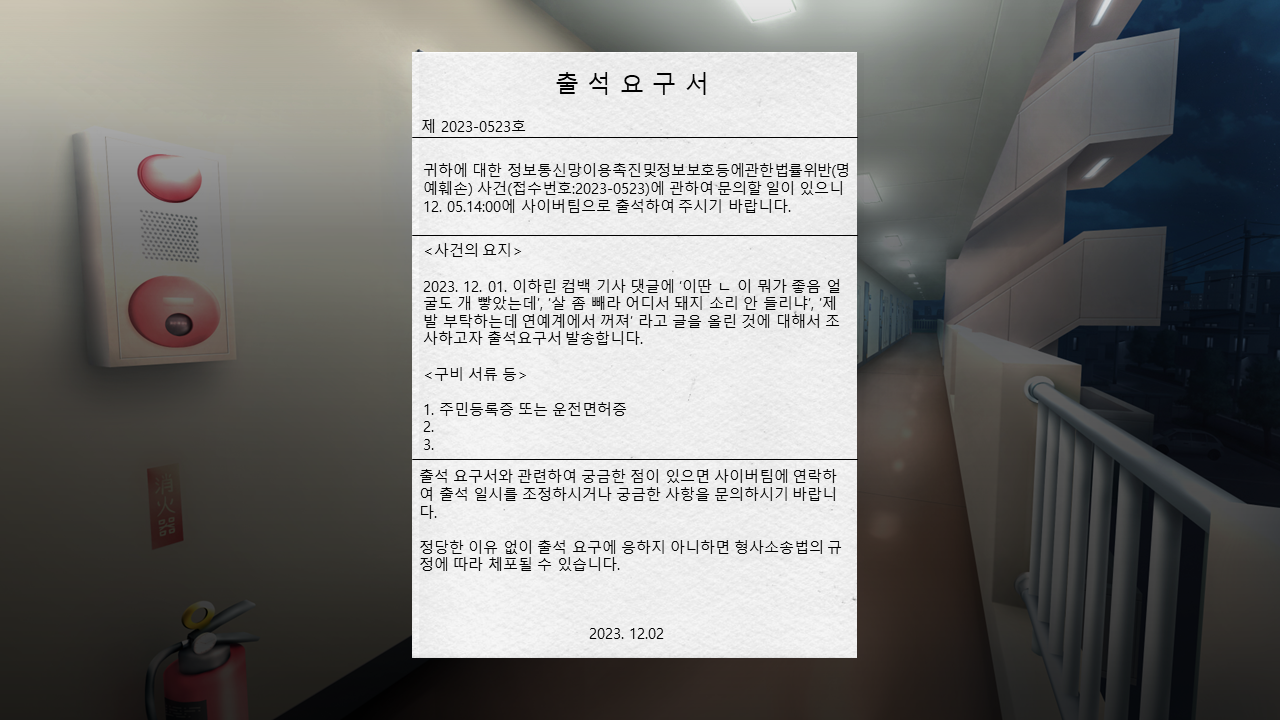 출 석 요 구 서
제 2023-0523호
귀하에 대한 정보통신망이용촉진및정보보호등에관한법률위반(명
예훼손) 사건(접수번호:2023-0523)에 관하여 문의할 일이 있으니
12. 05.14:00에 사이버팀으로 출석하여 주시기 바랍니다.
<사건의 요지>
2023. 12. 01. 이하린 컴백 기사 댓글에 '이딴 ㄴ 이 뭐가 좋음 얼
굴도 개 빻았는데', '살 좀 빼라 어디서 돼지 소리 안 들리냐', '제
발 부탁하는데 연예계에서 꺼져' 라고 글을 올린 것에 대해서 조
사하고자 출석요구서 발송합니다.
<구비 서류 등>
1. 주민등록증 또는 운전면허증
2.
3.
출석 요구서와 관련하여 궁금한 점이 있으면 사이버팀에 연락하
여 출석 일시를 조정하시거나 궁금한 사항을 문의하시기 바랍니
다.
정당한 이유 없이 출석 요구에 응하지 아니하면 형사소송법의 규
정에 따라 체포될 수 있습니다.
2023. 12.02
消
火
器